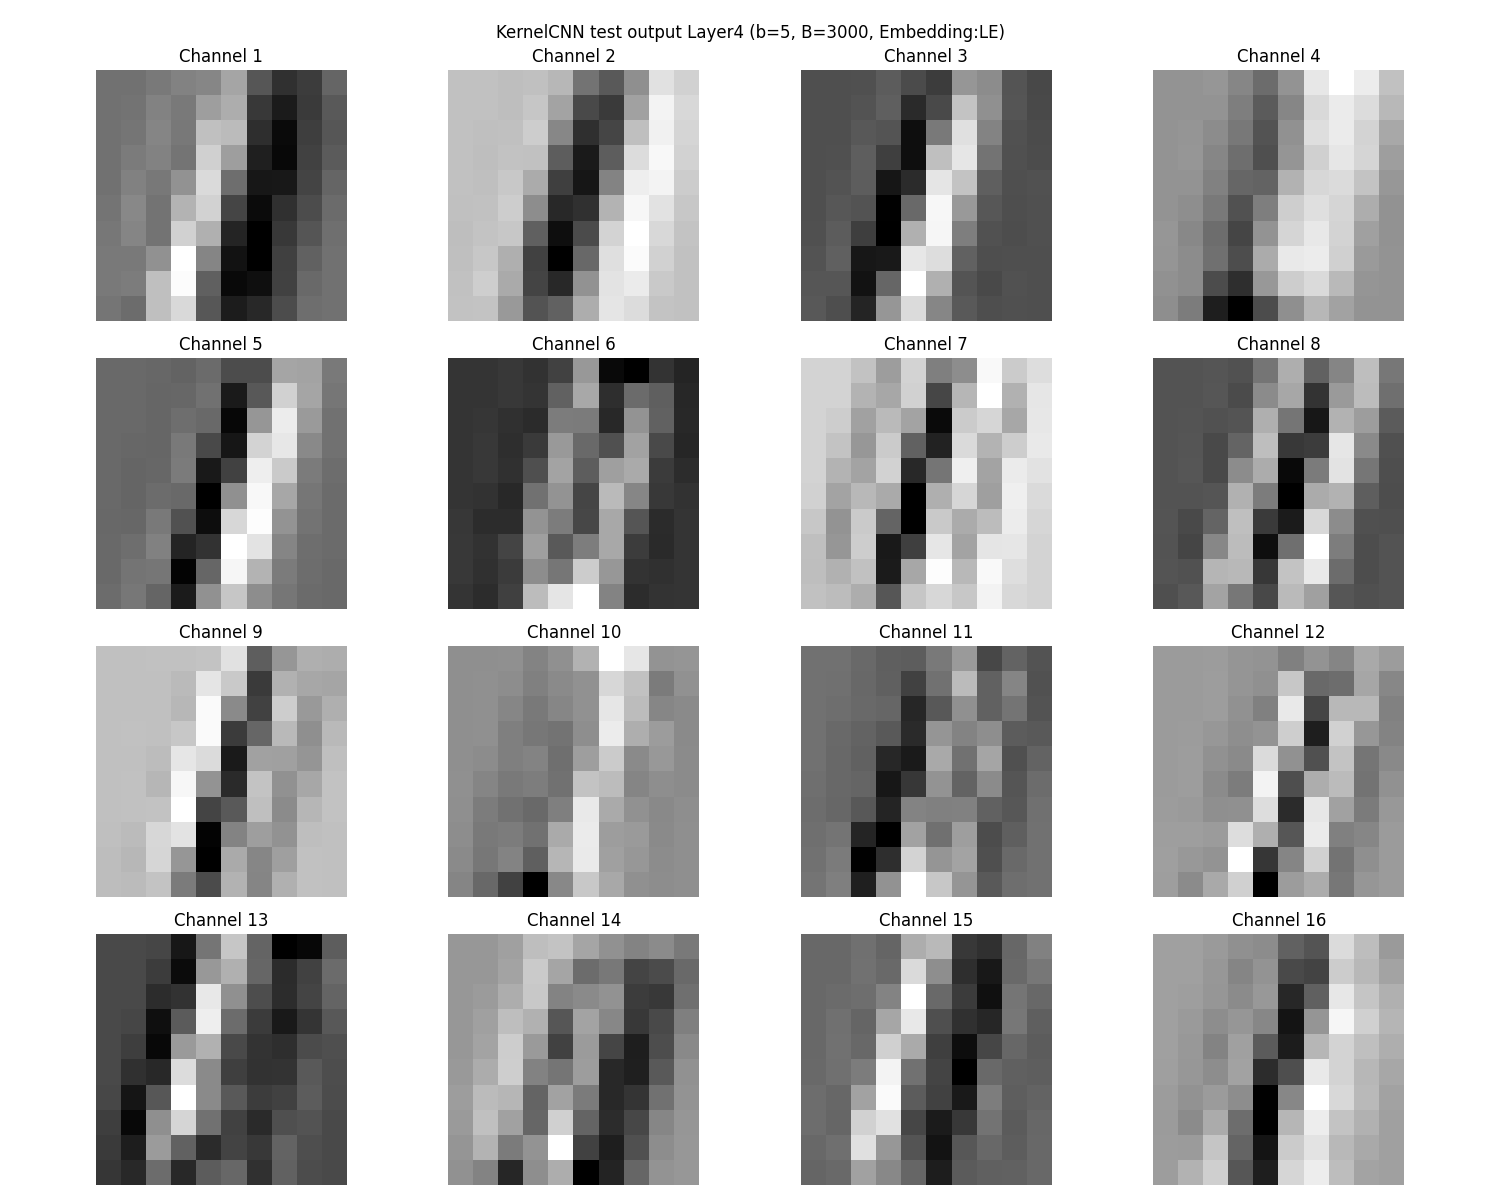 KernelCNN test output Layer4 (b=5, B=3000, Embedding:LE)
Channel 1 Channel 2 Channel 3 Channel 4
Channel 5 Channel 6 Channel 7 Channel 8
Channel 9 Channel 10 Channel 11 Channel 12
Channel 13 Channel 14 Channel 15 Channel 16